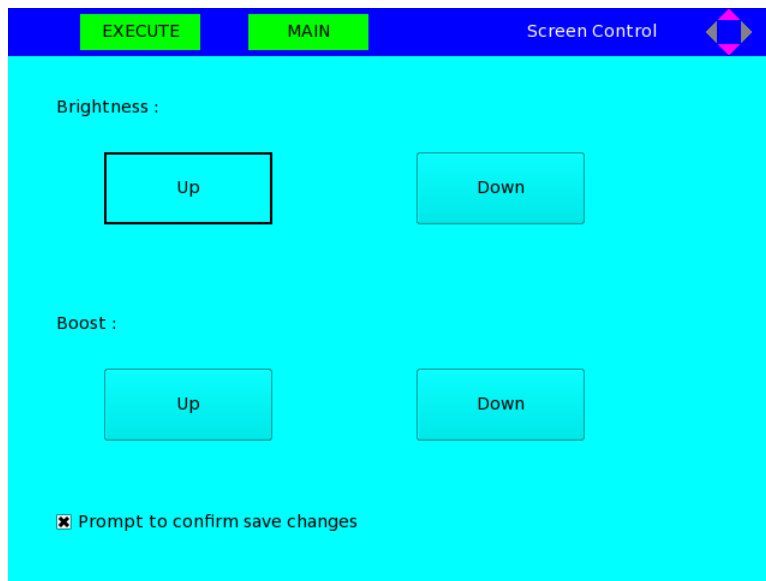 EXECUTE MAIN Screen Control
Brightness :
Up Down
Boost :
Up Down
Prompt to confirm save changes